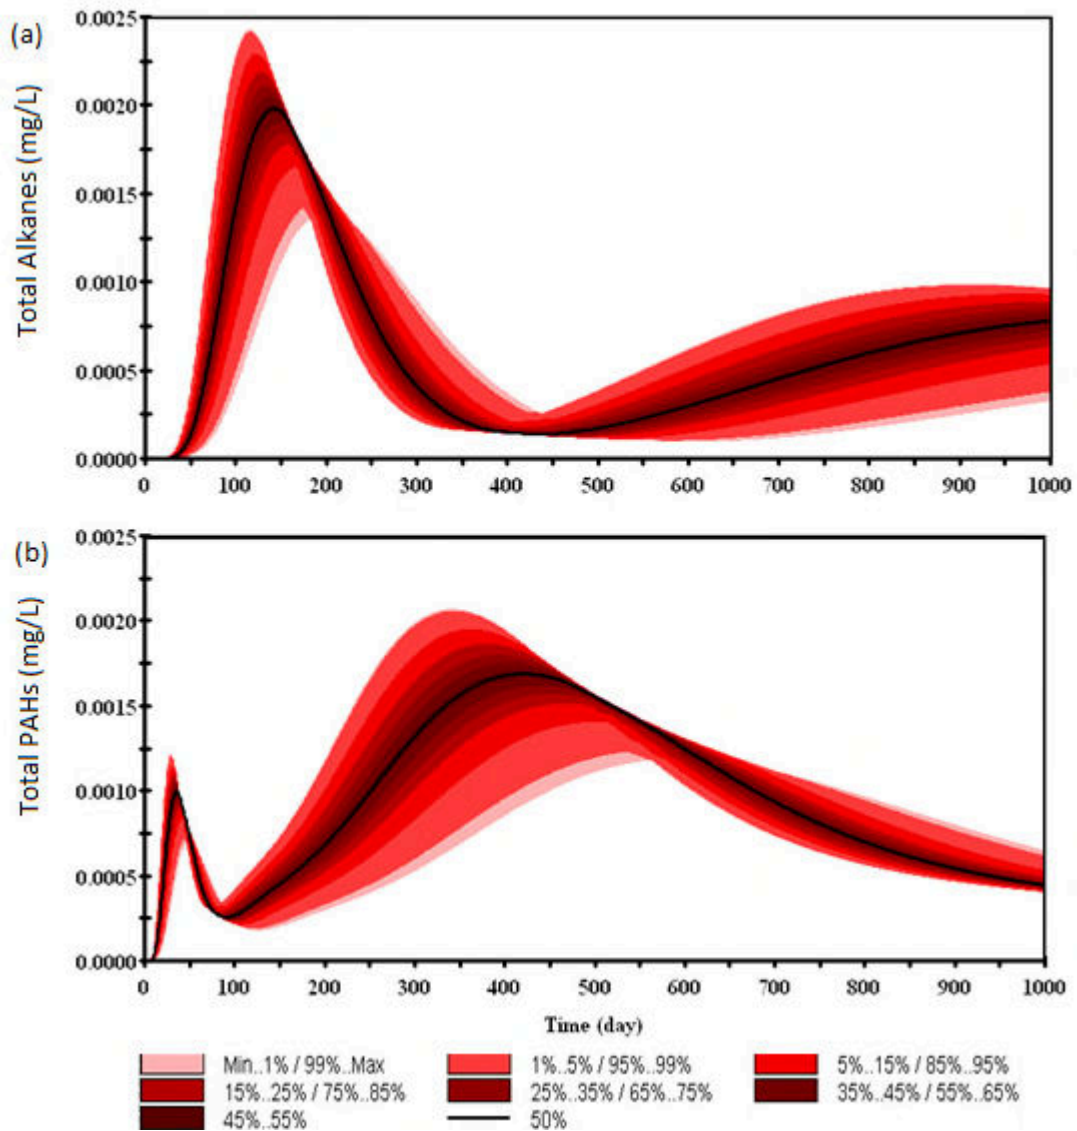 (a)
Total Alkanes (mg/L)
0.0025
0.0020
0.0015
0.0010
0.0005
0.0000
0 100 200 300 400 500 600 700 800 900 1000
(b)
Total PAHs (mg/L)
0.0025
0.0020
0.0015
0.0010
0.0005
0.0000
0 100 200 300 400 500 600 700 800 900 1000
Time (day)
Min..1% / 99%..Max 1%..5% / 95%..99% 5%..15% / 85%..95%
15%..25% / 75%..85% 25%..35% / 65%..75% 35%..45% / 55%..65%
45%..55% 50%